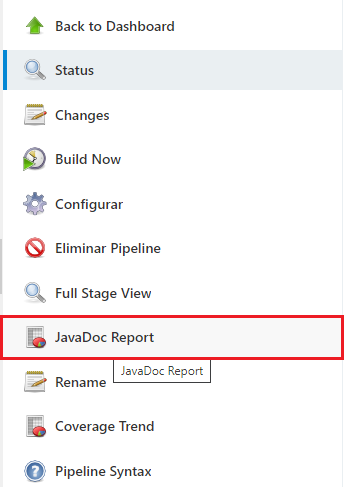 Back to Dashboard
Status
Changes
Build Now
Configurar
Eliminar Pipeline
Full Stage View
JavaDoc Report
JavaDoc Report
Rename
Coverage Trend
Pipeline Syntax